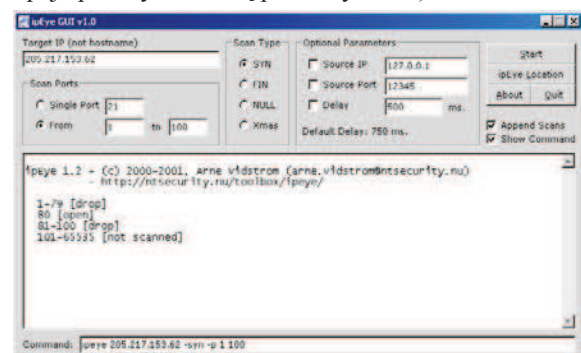 ipEye GUI v1.0
Target IP (not hostname)
205.217.153.62
Scan Ports
Single Port 21
From 1 to 100
Scan Type
SYN
FIN
NULL
Xmas
Optional Parameters
Source IP 127.0.0.1
Source Port 12345
Delay 500 ms.
Default Delay: 750 ms.
Start
ipEye Location
About Quit
Append Scans
Show Command
ipeye 1.2 - (c) 2000-2001, Arne Vidstrom (arne.vidstrom@ntsecurity.nu)
- http://ntsecurity.nu/toolbox/ipeye/
1-79 [drop]
80 [open]
81-100 [drop]
101-65535 [not scanned]
Command: ipeye 205.217.153.62 -syn -p 1 100